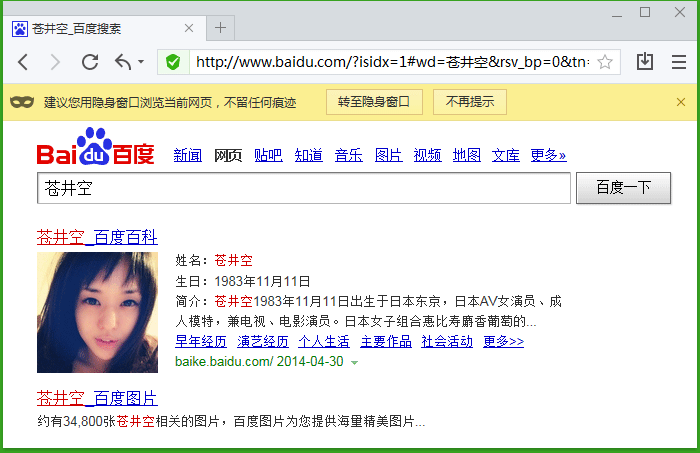 苍井空_百度搜索
http://www.baidu.com/?isidx=1#wd=苍井空&rsv_bp=0&tn=
建议您用隐身窗口浏览当前网页，不留任何痕迹 转至隐身窗口 不再提示
Bai du 百度 新闻 网页 贴吧 知道 音乐 图片 视频 地图 文库 更多»
苍井空 百度一下
苍井空_百度百科
姓名：苍井空
生日：1983年11月11日
简介：苍井空1983年11月11日出生于日本东京，日本AV女演员、成
人模特，兼电视、电影演员。日本女子组合惠比寿麝香葡萄的...
早年经历 演艺经历 个人生活 主要作品 社会活动 更多>>
baike.baidu.com/ 2014-04-30
苍井空_百度图片
约有34,800张苍井空相关的图片，百度图片为您提供海量精美图片...